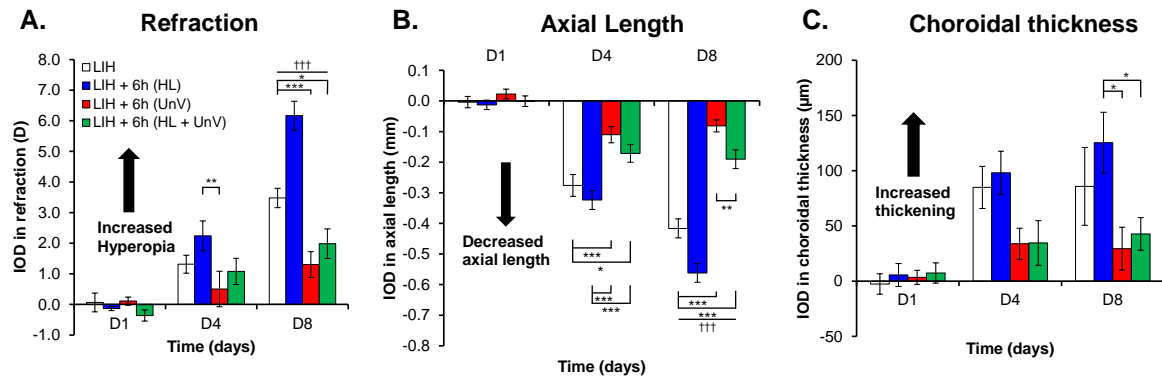 A.
Refraction
IOD in refraction (D)
8.0
7.0
6.0
5.0
4.0
3.0
2.0
1.0
0.0
-1.0
LIH
LIH + 6h (HL)
LIH + 6h (UnV)
LIH + 6h (HL + UnV)
Increased
Hyperopia
**
†††
*
***
D1
D4
D8
Time (days)
B.
Axial Length
IOD in axial length (mm)
D1
D4
D8
0.1
0.0
-0.1
-0.2
-0.3
-0.4
-0.5
-0.6
-0.7
-0.8
Decreased
axial length
***
*
***
***
**
***
***
†††
Time (days)
C.
Choroidal thickness
IOD in choroidal thickness (µm)
200
150
100
50
0
-50
Increased
thickening
*
*
D1
D4
D8
Time (days)